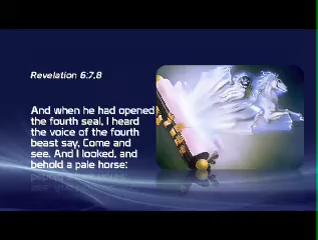 Revelation 6:7,8
And when he had opened
the fourth seal, I heard
the voice of the fourth
beast say, Come and
see. And I looked, and
behold a pale horse: